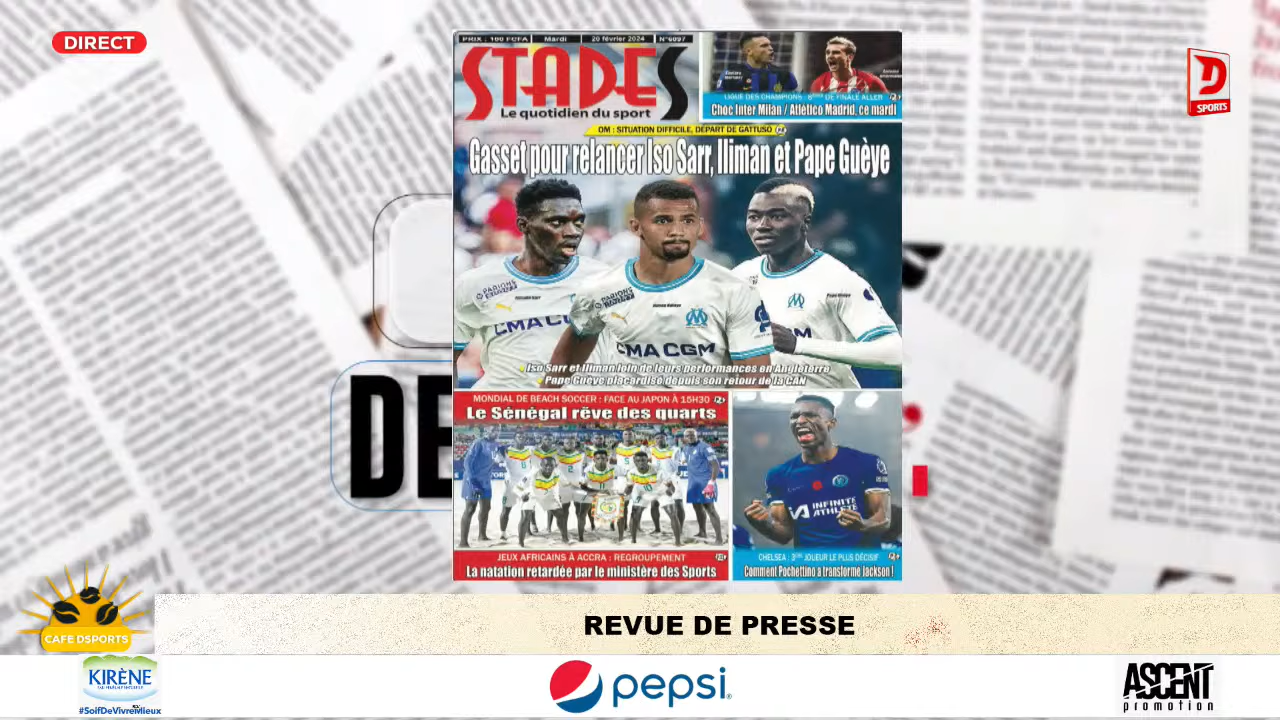 DIRECT
D
SPORTS
PRIX : 100 FCFA
Mardi
20 février 2024
N°6097
STADES
Le quotidien du sport
LIGUE DES CHAMPIONS - 8ÈMES DE FINALE ALLER
Choc Inter Milan / Atlético Madrid, ce mardi
OM : SITUATION DIFFICILE, DÉPART DE GATTUSO
Gasset pour relancer Iso Sarr, Iliman et Pape Guèye
CMA CGM
Iso Sarr et Iliman loin de leurs performances en Angleterre
Pape Guèye placardisé depuis son retour de la CAN
MONDIAL DE BEACH SOCCER : FACE AU JAPON À 15H30
Le Sénégal rêve des quarts
INFINITE
ATHLETE
JEUX AFRICAINS À ACCRA : REGROUPEMENT
La natation retardée par le ministère des Sports
CHELSEA : 3ÈME JOUEUR LE PLUS DÉCISIF
Comment Pochettino a transformé Jackson !
DE
CAFE DSPORTS
REVUE DE PRESSE
KIRÈNE
#SoifDeVivreMieux
pepsi
ASCENT
promotion